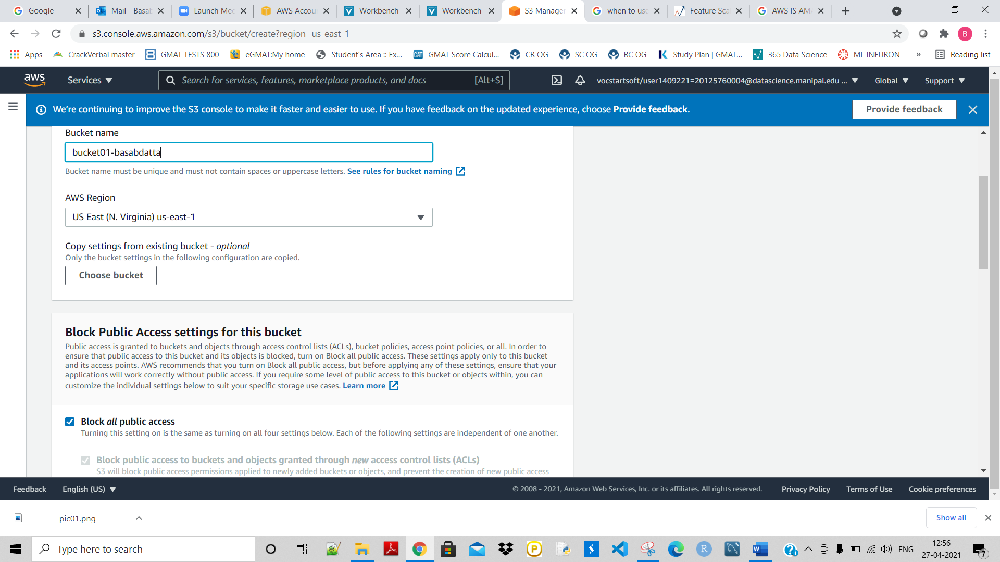 Google
Mail - Basab
Launch Mee
AWS Accou
Workbench
Workbench
S3 Manager
when to use
Feature Sca
AWS IS AMA
s3.console.aws.amazon.com/s3/bucket/create?region=us-east-1
B
Apps
CrackVerbal master
GMAT TESTS 800
eGMAT:My home
Student's Area :: Ex...
CAT
GMAT Score Calcul...
CR OG
SC OG
RC OG
Study Plan | GMAT...
365 Data Science
ML INEURON
»
Reading list
aws
Services
Search for services, features, marketplace products, and docs
[Alt+S]
vocstartsoft/user1409221=20125760004@datascience.manipal.edu ...
Global
Support
We're continuing to improve the S3 console to make it faster and easier to use. If you have feedback on the updated experience, choose Provide feedback.
Provide feedback
Bucket name
bucket01-basabdatta
Bucket name must be unique and must not contain spaces or uppercase letters. See rules for bucket naming
AWS Region
US East (N. Virginia) us-east-1
Copy settings from existing bucket - optional
Only the bucket settings in the following configuration are copied.
Choose bucket
Block Public Access settings for this bucket
Public access is granted to buckets and objects through access control lists (ACLs), bucket policies, access point policies, or all. In order to
ensure that public access to this bucket and its objects is blocked, turn on Block all public access. These settings apply only to this bucket
and its access points. AWS recommends that you turn on Block all public access, but before applying any of these settings, ensure that your
applications will work correctly without public access. If you require some level of public access to this bucket or objects within, you can
customize the individual settings below to suit your specific storage use cases. Learn more
Block all public access
Turning this setting on is the same as turning on all four settings below. Each of the following settings are independent of one another.
Block public access to buckets and objects granted through new access control lists (ACLs)
S3 will block public access permissions applied to newly added buckets or objects, and prevent the creation of new public access
Feedback
English (US)
© 2008 - 2021, Amazon Web Services, Inc. or its affiliates. All rights reserved.
Privacy Policy
Terms of Use
Cookie preferences
pic01.png
Show all
Type here to search
ENG
12:56
27-04-2021
7